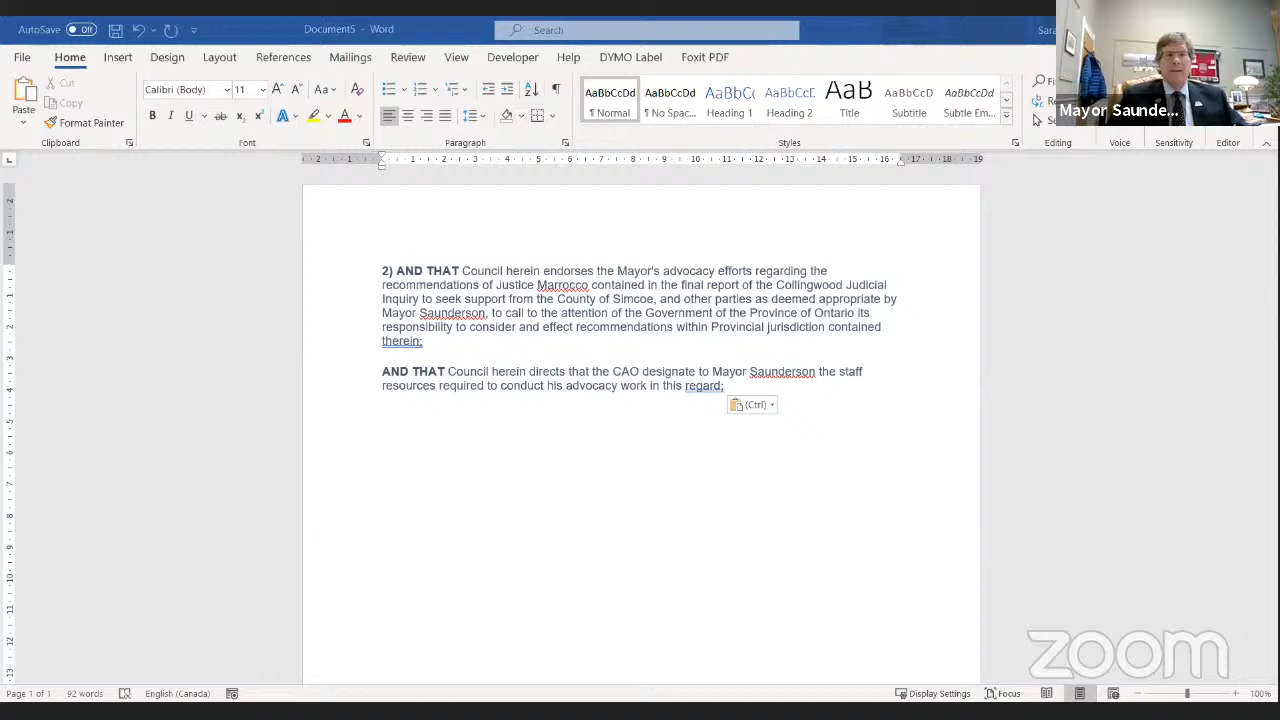 AutoSave Off Document5 - Word Search Sara
File Home Insert Design Layout References Mailings Review View Developer Help DYMO Label Foxit PDF
Paste Cut Copy Format Painter
Calibri (Body) 11
AaBbCcDd AaBbCcDd AaBbCc AaBbCcE AaB AaBbCcD AaBbCcDd
¶ Normal ¶ No Spac... Heading 1 Heading 2 Title Subtitle Subtle Em...
Clipboard Font Paragraph Styles Editing Voice Sensitivity Editor
Mayor Saunde...
2) AND THAT Council herein endorses the Mayor's advocacy efforts regarding the
recommendations of Justice Marrocco contained in the final report of the Collingwood Judicial
Inquiry to seek support from the County of Simcoe, and other parties as deemed appropriate by
Mayor Saunderson, to call to the attention of the Government of the Province of Ontario its
responsibility to consider and effect recommendations within Provincial jurisdiction contained
therein;
AND THAT Council herein directs that the CAO designate to Mayor Saunderson the staff
resources required to conduct his advocacy work in this regard;
(Ctrl)
zoom
Page 1 of 1 92 words English (Canada) Display Settings Focus 100%